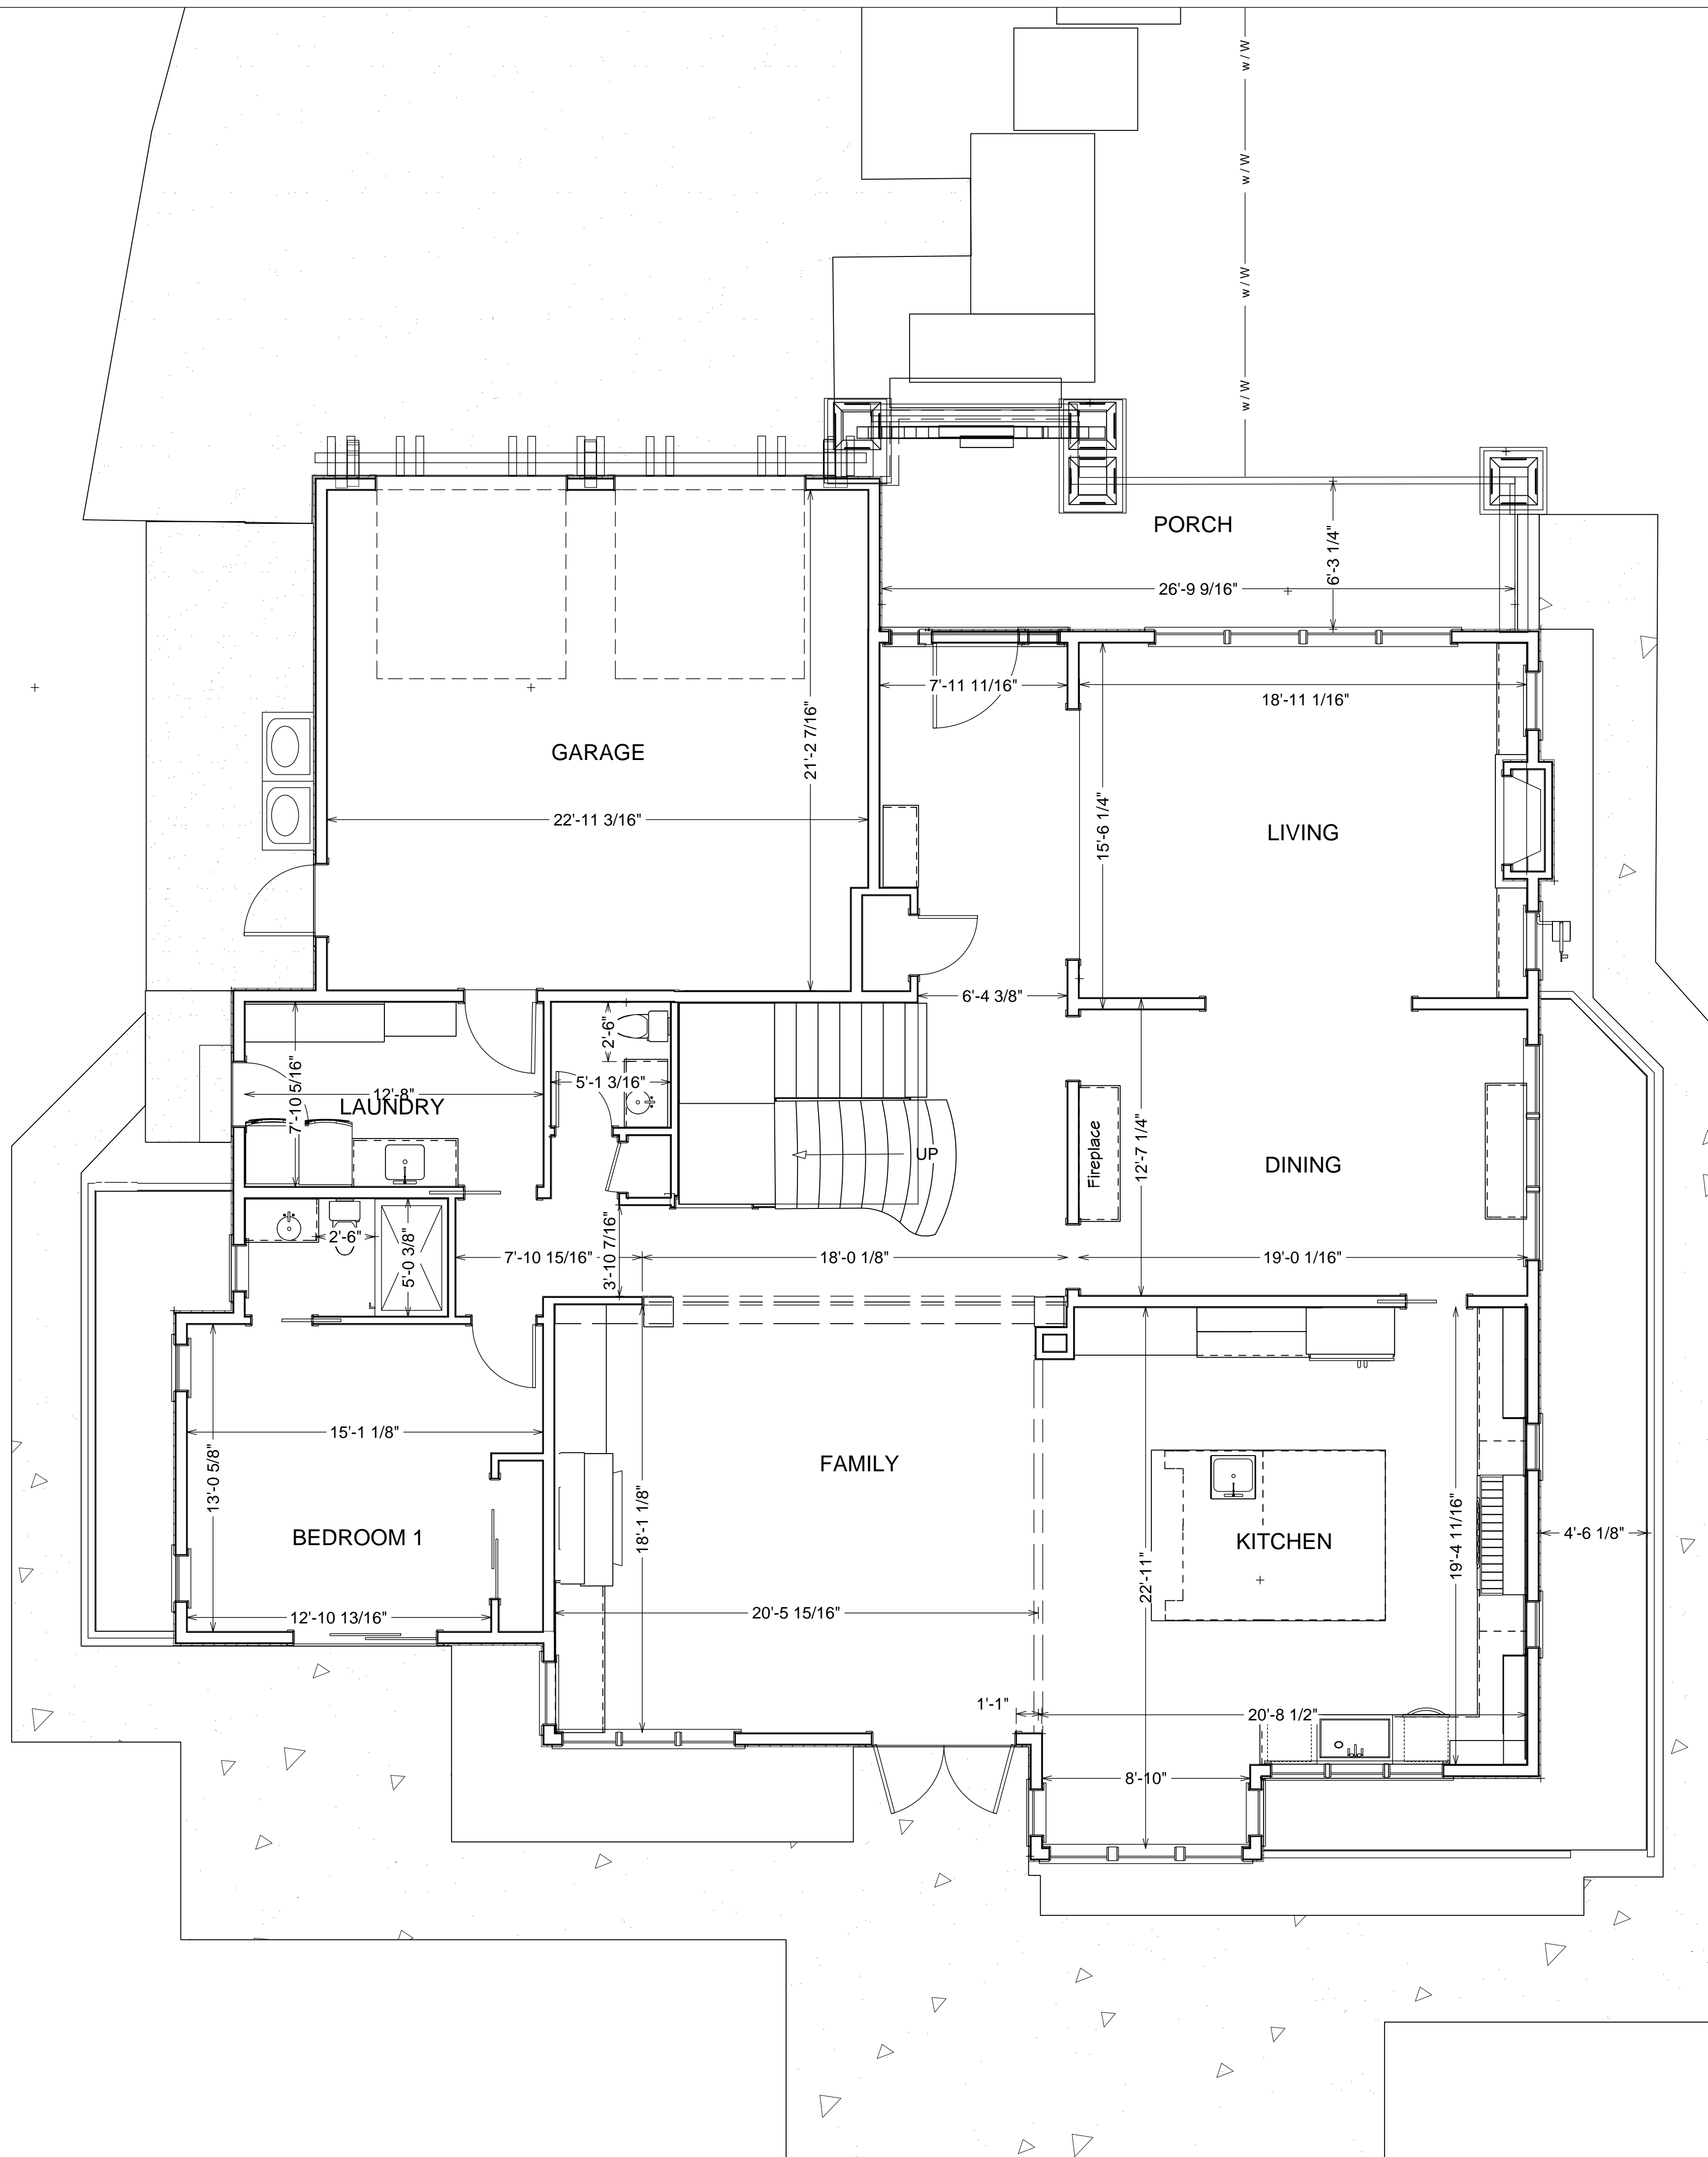 w/W
w/W
w/W
w/W
PORCH
6'-3 1/4"
26'-9 9/16"
7'-11 11/16"
18'-11 1/16"
GARAGE
21'-2 7/16"
22'-11 3/16"
15'-6 1/4"
LIVING
6'-4 3/8"
2'-6"
5'-1 3/16"
7'-10 5/16"
12'-8"
LAUNDRY
UP
Fireplace
12'-7 1/4"
DINING
2'-6"
5'-0 3/8"
7'-10 15/16"
3'-10 7/16"
18'-0 1/8"
19'-0 1/16"
15'-1 1/8"
13'-0 5/8"
FAMILY
18'-1 1/8"
BEDROOM 1
KITCHEN
19'-4 11/16"
4'-6 1/8"
22'-11"
12'-10 13/16"
20'-5 15/16"
1'-1"
20'-8 1/2"
8'-10"